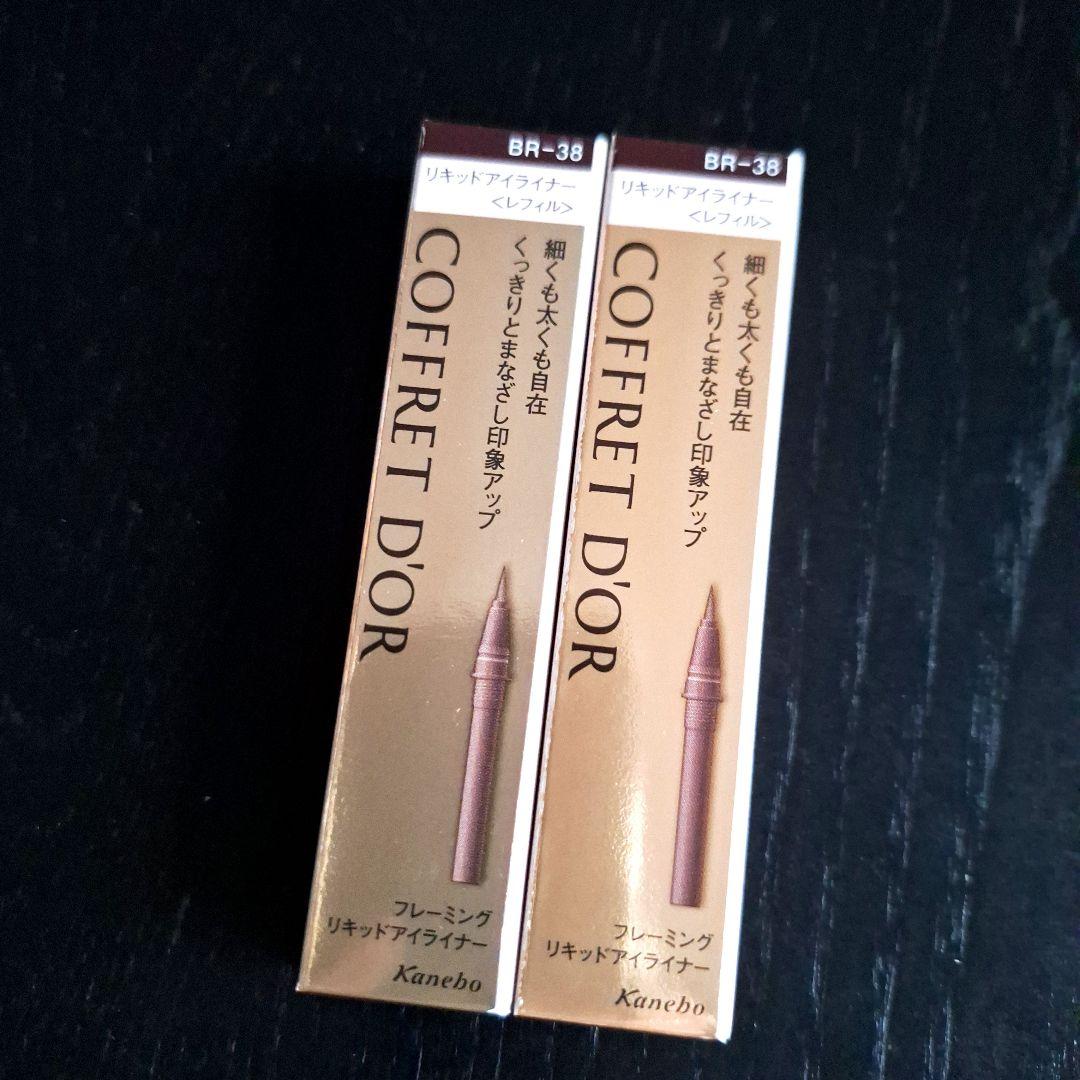 BR-38
リキッドアイライナー
<レフィル>
細くも太くも自在
くっきりとまなざし印象アップ
COFFRET D'OR
フレーミング
リキッドアイライナー
Kanebo
BR-38
リキッドアイライナー
<レフィル>
細くも太くも自在
くっきりとまなざし印象アップ
COFFRET D'OR
フレーミング
リキッドアイライナー
Kanebo